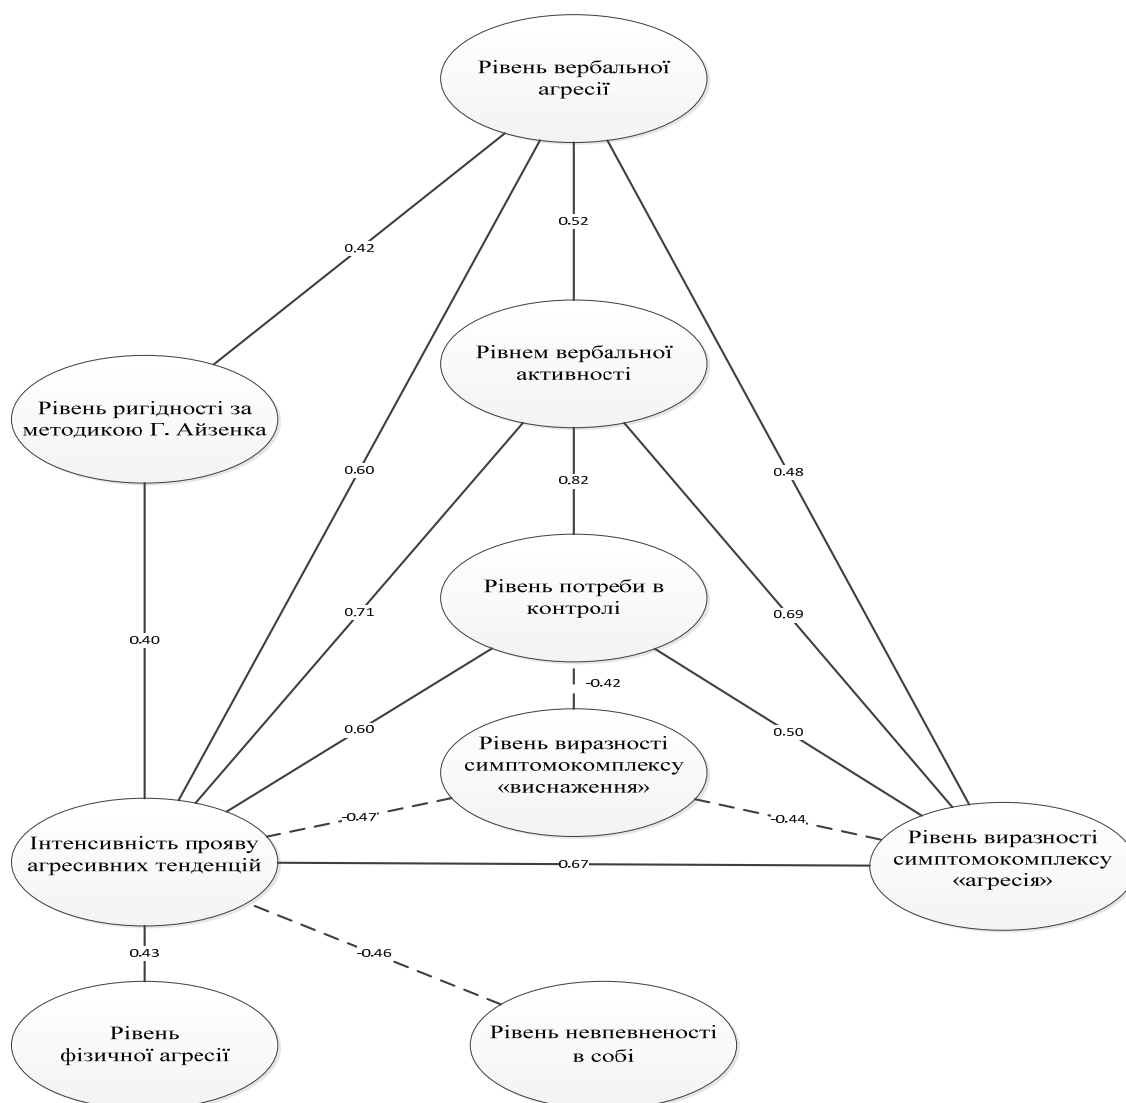 Рівень вербальної
агресії
0.52
0.42
Рівнем вербальної
активності
Рівень ригідності за
методикою Г. Айзенка
0.60
0.48
0.82
Рівень потреби в
контролі
0.71
0.69
0.40
-0.42
0.60
0.50
Рівень виразності
симптомокомплексу
«виснаження»
-0.47
-0.44
Інтенсивність прояву
агресивних тенденцій
0.67
Рівень виразності
симптомокомплексу
«агресія»
0.43
-0.46
Рівень
фізичної агресії
Рівень невпевненості
в собі